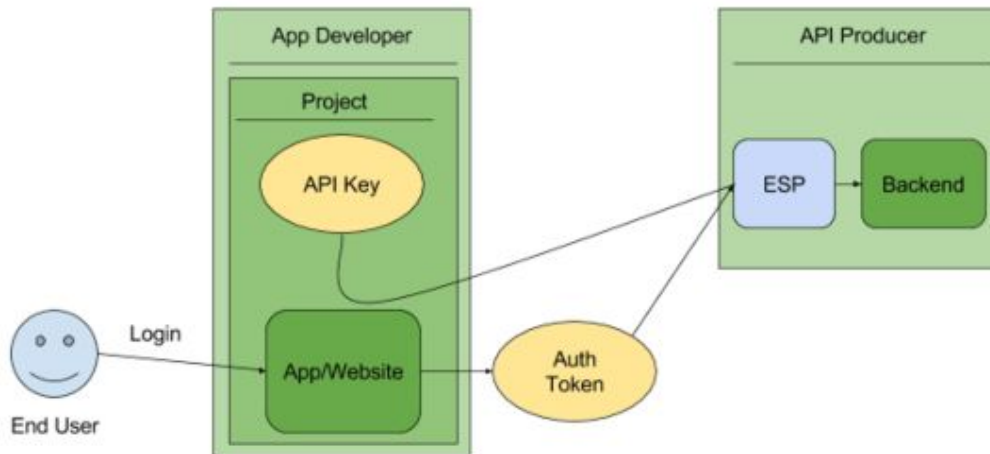 App Developer
API Producer
Project
API Key
ESP
Backend
Login
App/Website
Auth
Token
End User